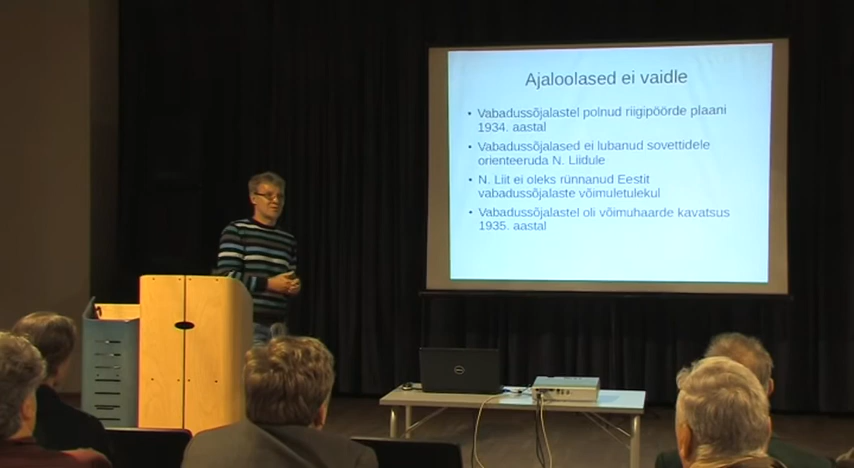 Ajaloolased ei vaidle
• Vabadussõjalastel polnud riigipöörde plaani
1934. aastal
• Vabadussõjalased ei lubanud sovettidele
orienteeruda N. Liidule
• N. Liit ei oleks rünnanud Eestit
vabadussõjalaste võimuletulekul
• Vabadussõjalastel oli võimuhaarde kavatsus
1935. aastal
DELL